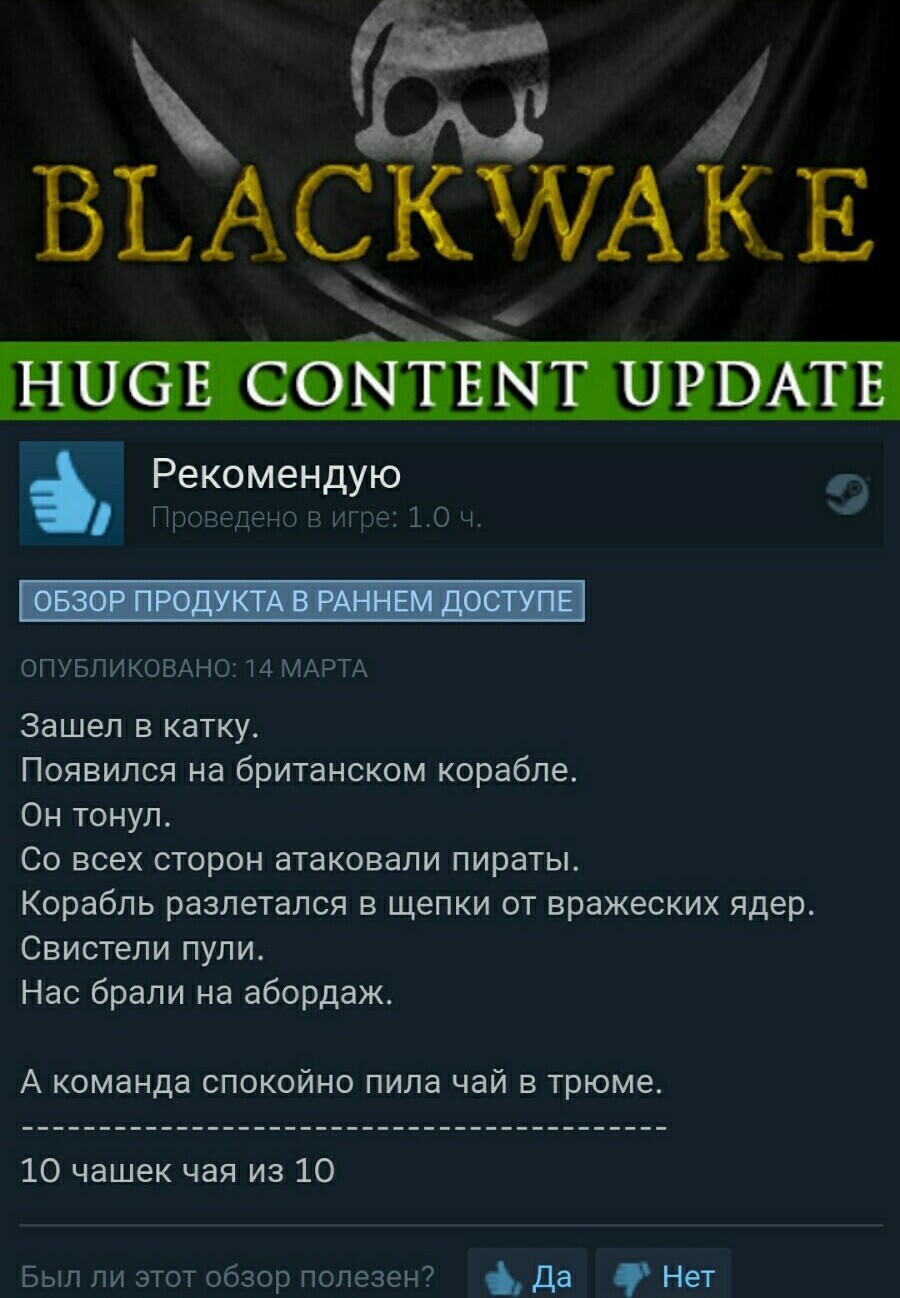 BLACKWAKE
HUGE CONTENT UPDATE
Рекомендую
Проведено в игре: 1.0 ч.
ОБЗОР ПРОДУКТА В РАННЕМ ДОСТУПЕ
ОПУБЛИКОВАНО: 14 МАРТА
Зашел в катку.
Появился на британском корабле.
Он тонул.
Со всех сторон атаковали пираты.
Корабль разлетался в щепки от вражеских ядер.
Свистели пули.
Нас брали на абордаж.
А команда спокойно пила чай в трюме.
------------------------------------------
10 чашек чая из 10
Был ли этот обзор полезен? Да Нет